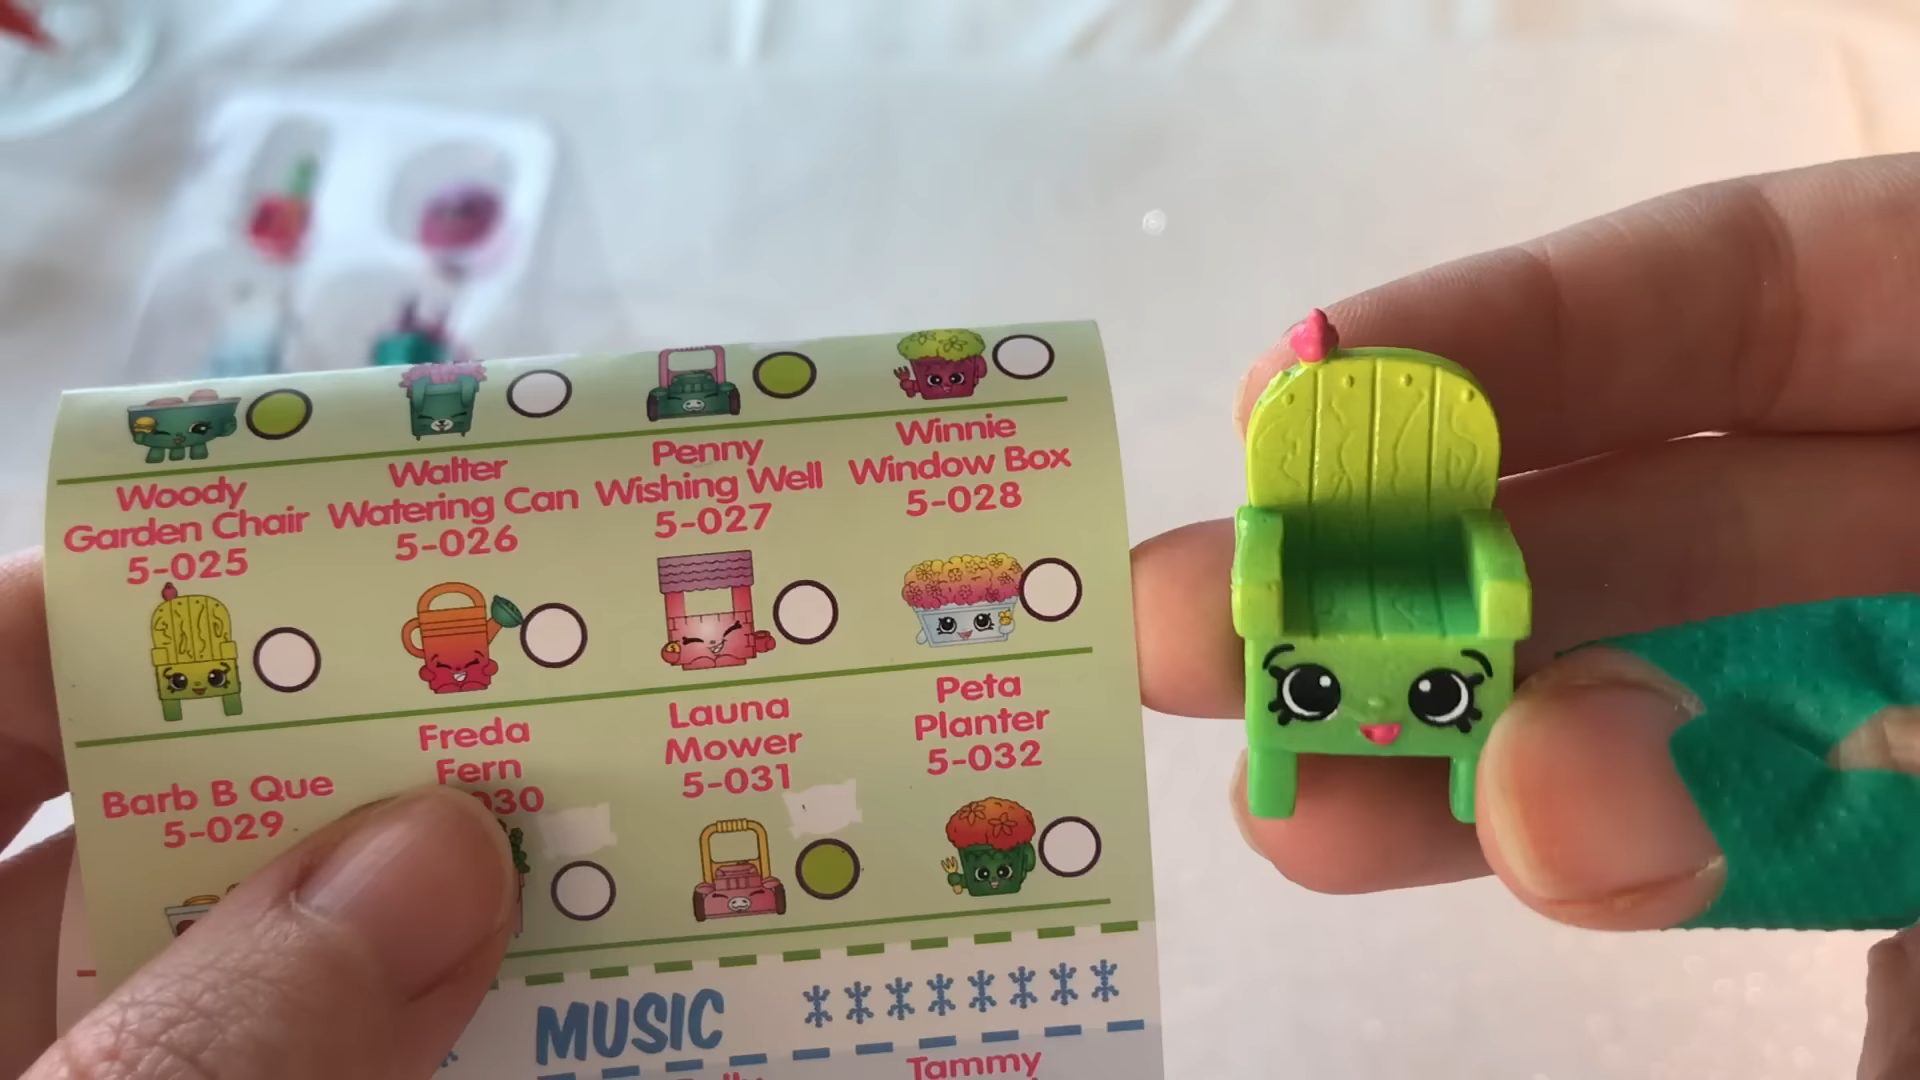 Woody
Garden Chair
5-025
Walter
Watering Can
5-026
Penny
Wishing Well
5-027
Winnie
Window Box
5-028
Barb B Que
5-029
Freda
Fern
030
Launa
Mower
5-031
Peta
Planter
5-032
MUSIC
Tammy